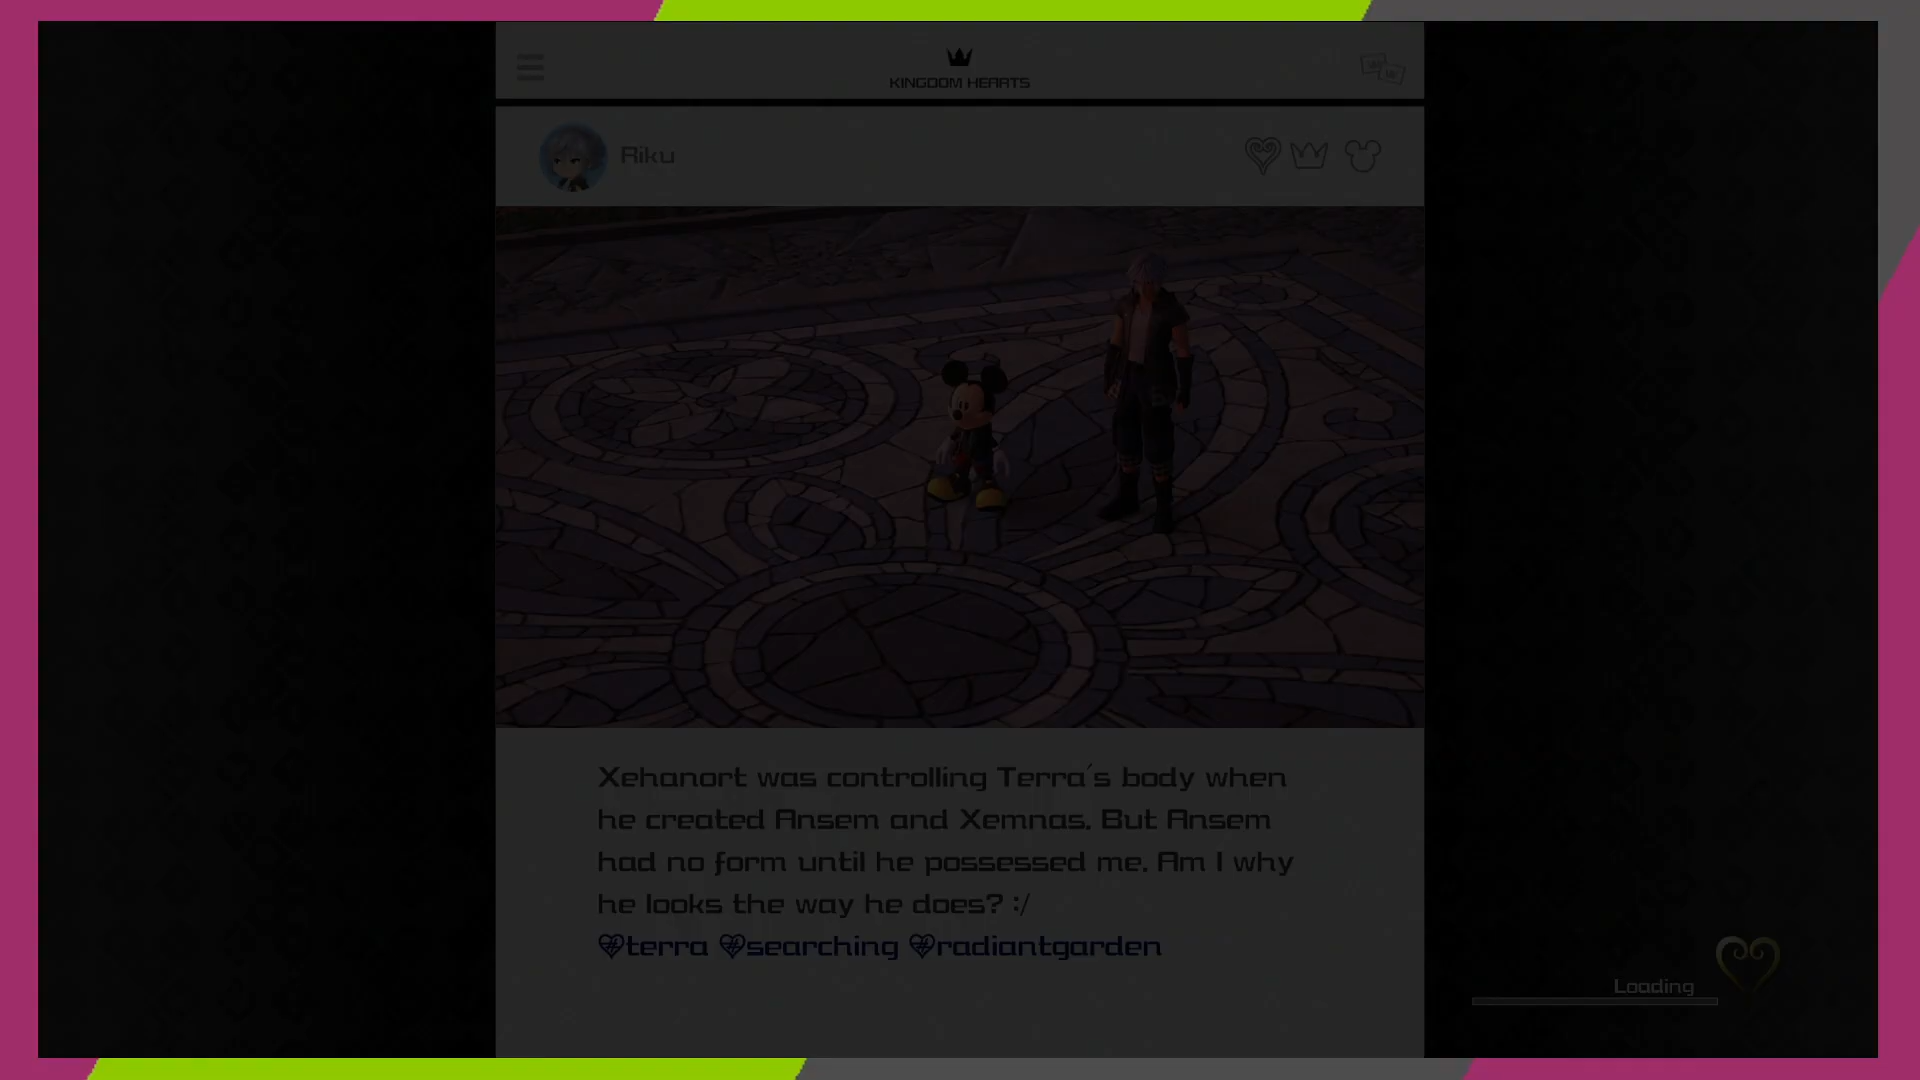 KINGDOM HEARTS
Riku
Xehanort was controlling Terra's body when
he created Ansem and Xemnas. But Ansem
had no form until he possessed me. Am I why
he looks the way he does? :/
#terra #searching #radiantgarden
Loading